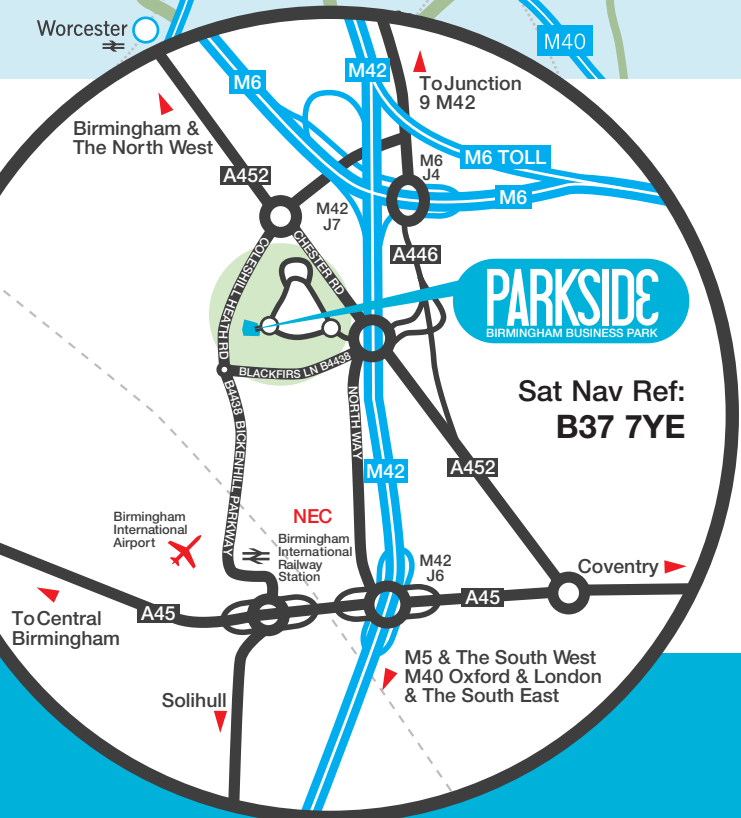 Worcester
M40
M6
M42
To Junction
9 M42
Birmingham &
The North West
M6 TOLL
M6
J4
A452
M6
M42
J7
A446
COLESHILL HEATH RD
CHESTER RD
PARKSIDE
BIRMINGHAM BUSINESS PARK
BLACKFIRS LN B4438
Sat Nav Ref:
B37 7YE
B4438 BICKENHILL PARKWAY
NORTH WAY
M42
A452
NEC
Birmingham
International
Airport
Birmingham
International
Railway
Station
M42
J6
Coventry
A45
A45
To Central
Birmingham
M5 & The South West
M40 Oxford & London
& The South East
Solihull